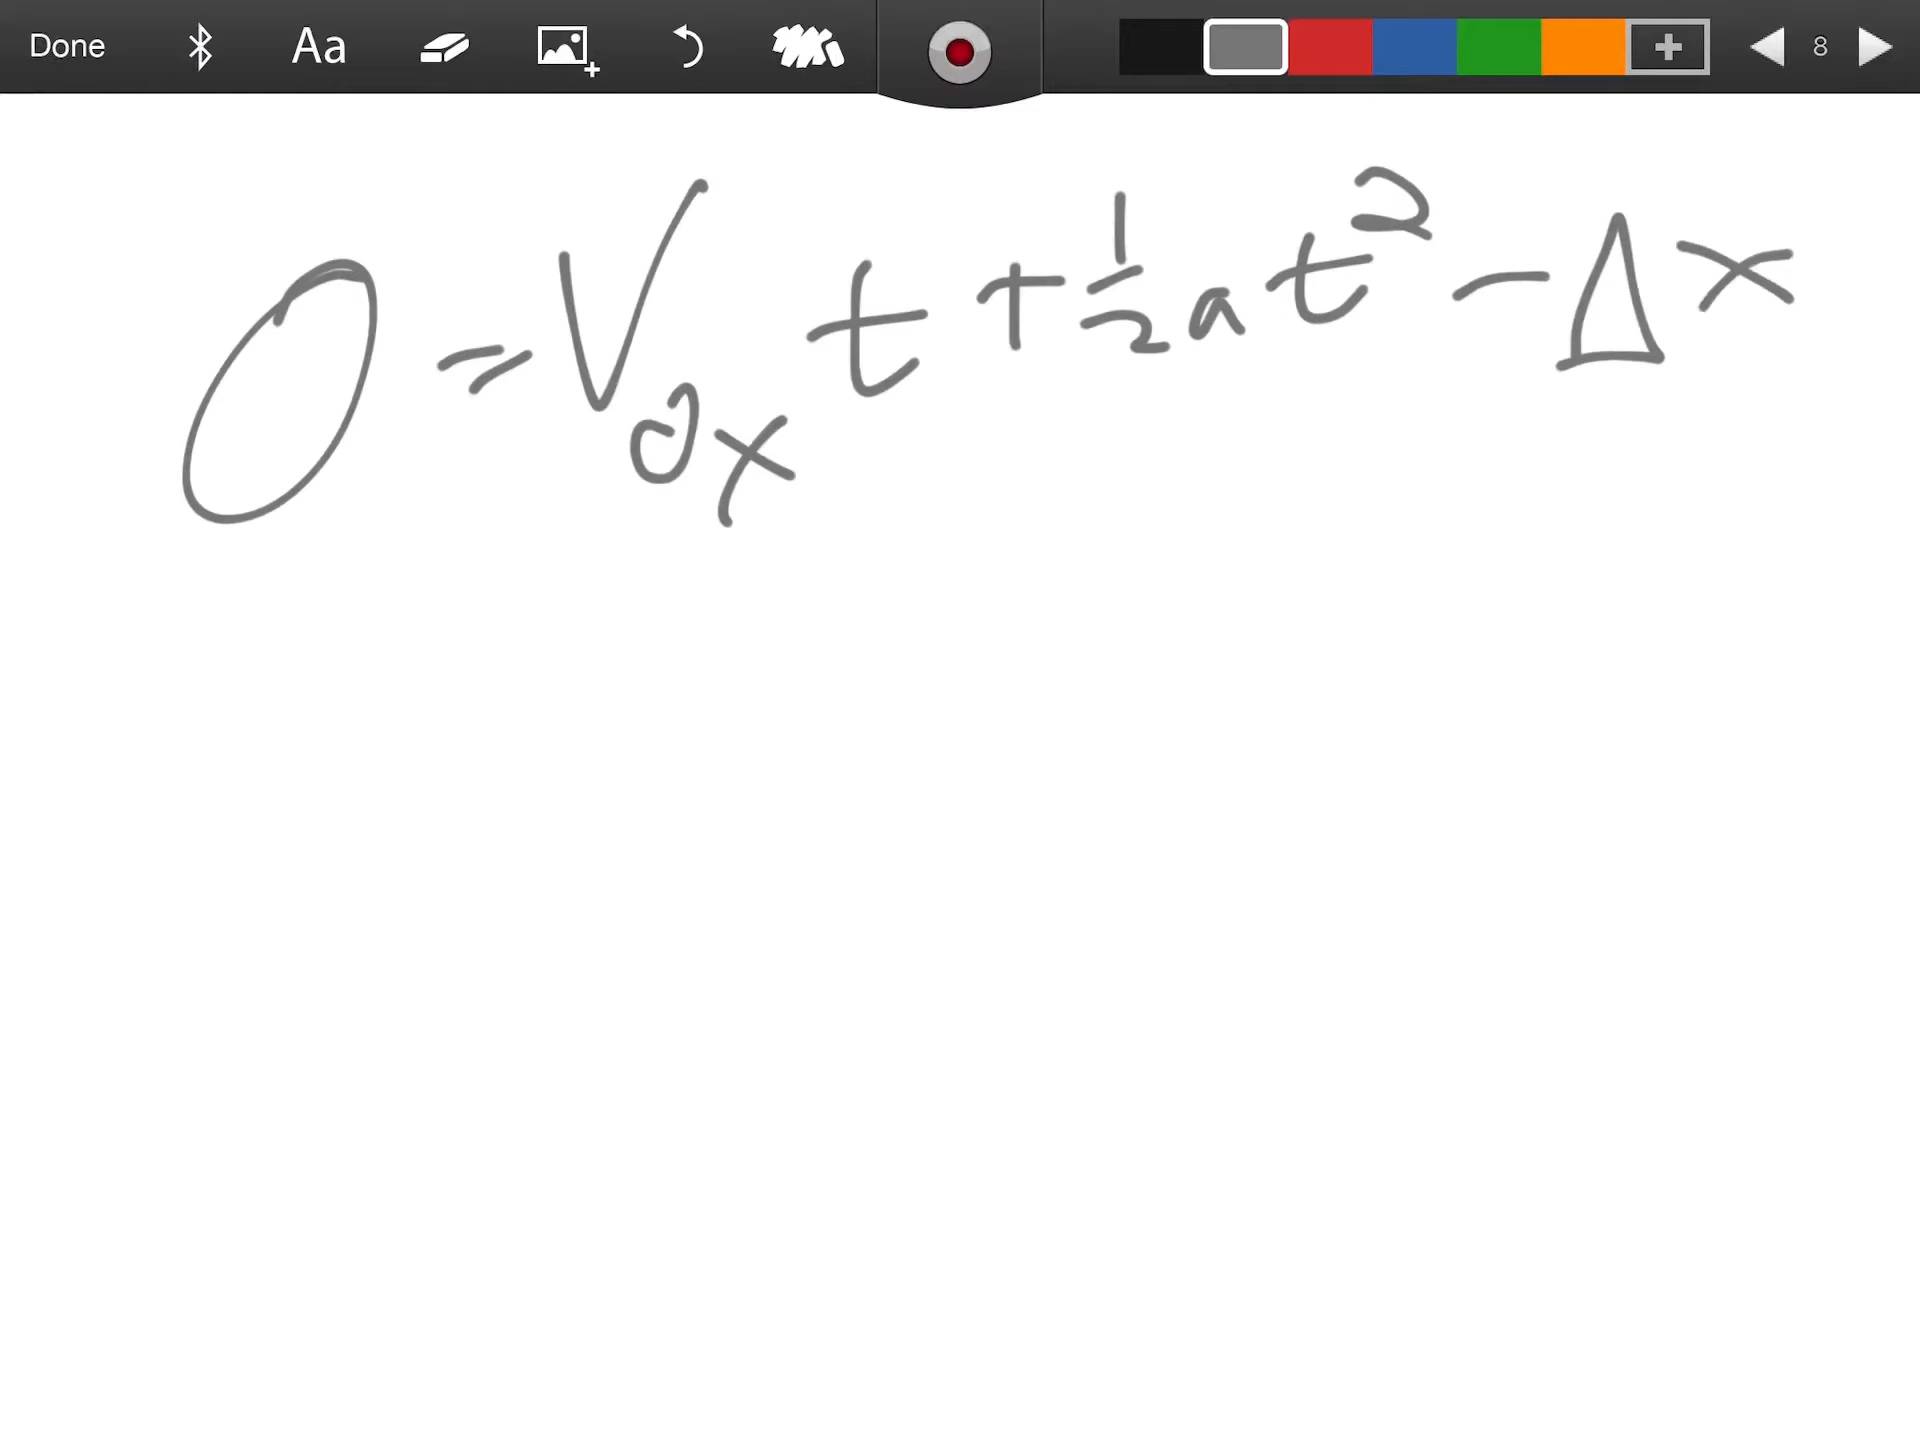 Done Aa 8
0 = V₀ₓ t + ½ a t² - Δx